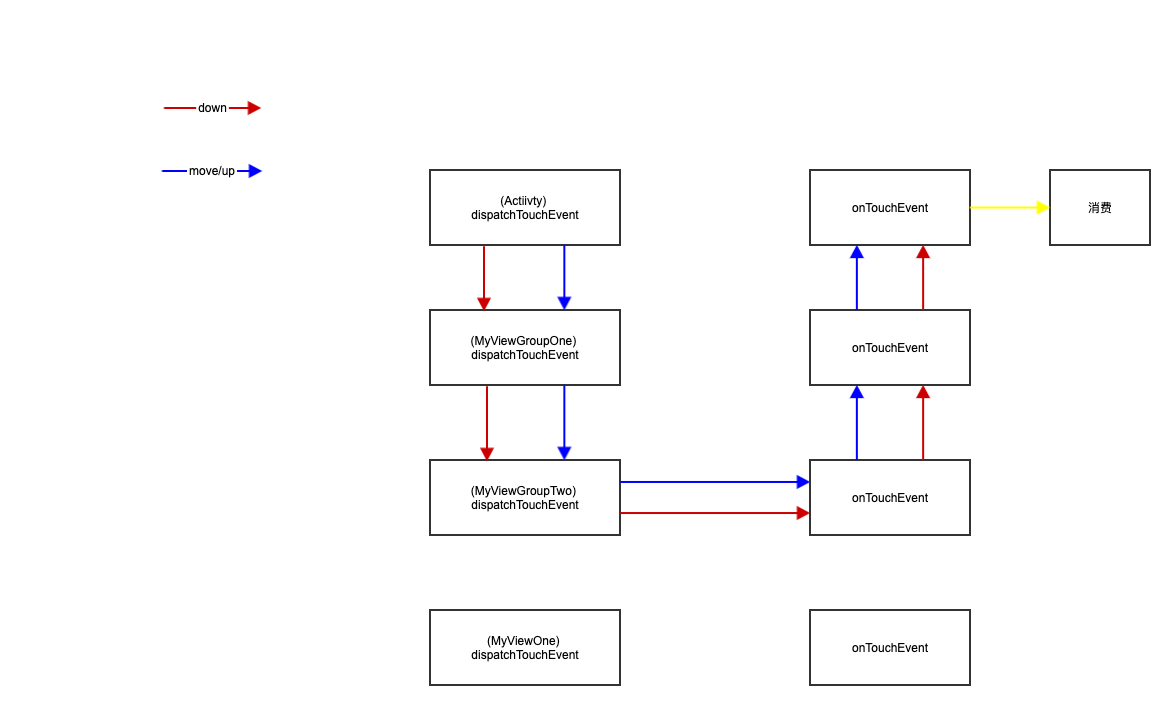 down
move/up
(Actiivty)
dispatchTouchEvent
onTouchEvent
消费
(MyViewGroupOne)
dispatchTouchEvent
onTouchEvent
(MyViewGroupTwo)
dispatchTouchEvent
onTouchEvent
(MyViewOne)
dispatchTouchEvent
onTouchEvent